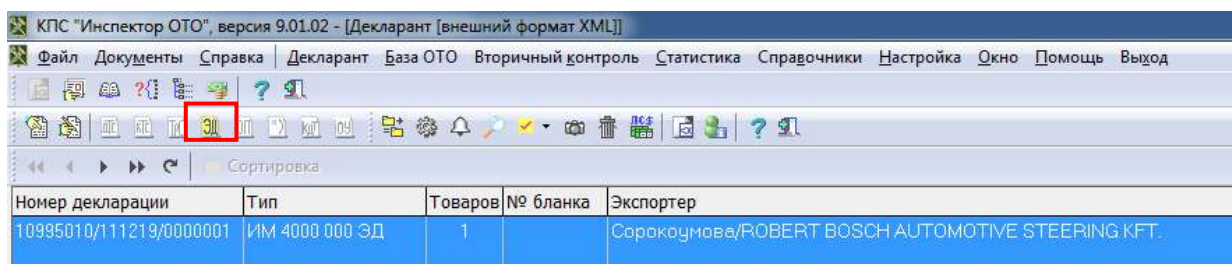 КПС "Инспектор ОТО", версия 9.01.02 - [Декларант [внешний формат XML]]
Файл Документы Справка Декларант База ОТО Вторичный контроль Статистика Справочники Настройка Окно Помощь Выход
ЭД
Сортировка
Номер декларации Тип Товаров № бланка Экспортер
10995010/111219/0000001 ИМ 4000 000 ЭД 1 Сорокоумова/ROBERT BOSCH AUTOMOTIVE STEERING KFT.